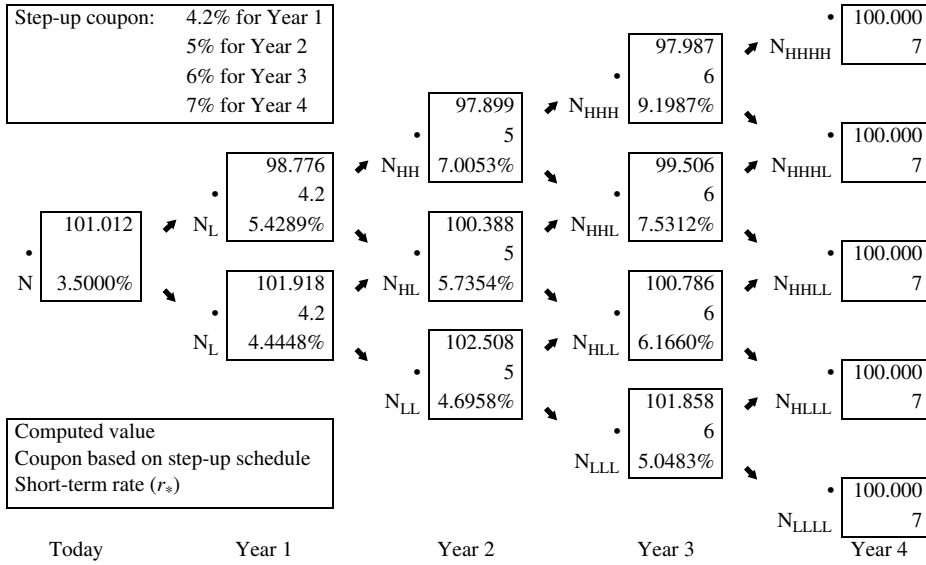 Step-up coupon: 4.2% for Year 1
5% for Year 2
6% for Year 3
7% for Year 4
• N
101.012
3.5000%
• N_L
98.776
4.2
5.4289%
• N_L
101.918
4.2
4.4448%
• N_HH
97.899
5
7.0053%
• N_HL
100.388
5
5.7354%
• N_LL
102.508
5
4.6958%
• N_HHH
97.987
6
9.1987%
• N_HHL
99.506
6
7.5312%
• N_HLL
100.786
6
6.1660%
• N_LLL
101.858
6
5.0483%
• N_HHHH
100.000
7
• N_HHHL
100.000
7
• N_HHLL
100.000
7
• N_HLLL
100.000
7
• N_LLLL
100.000
7
Computed value
Coupon based on step-up schedule
Short-term rate (r*)
Today Year 1 Year 2 Year 3 Year 4